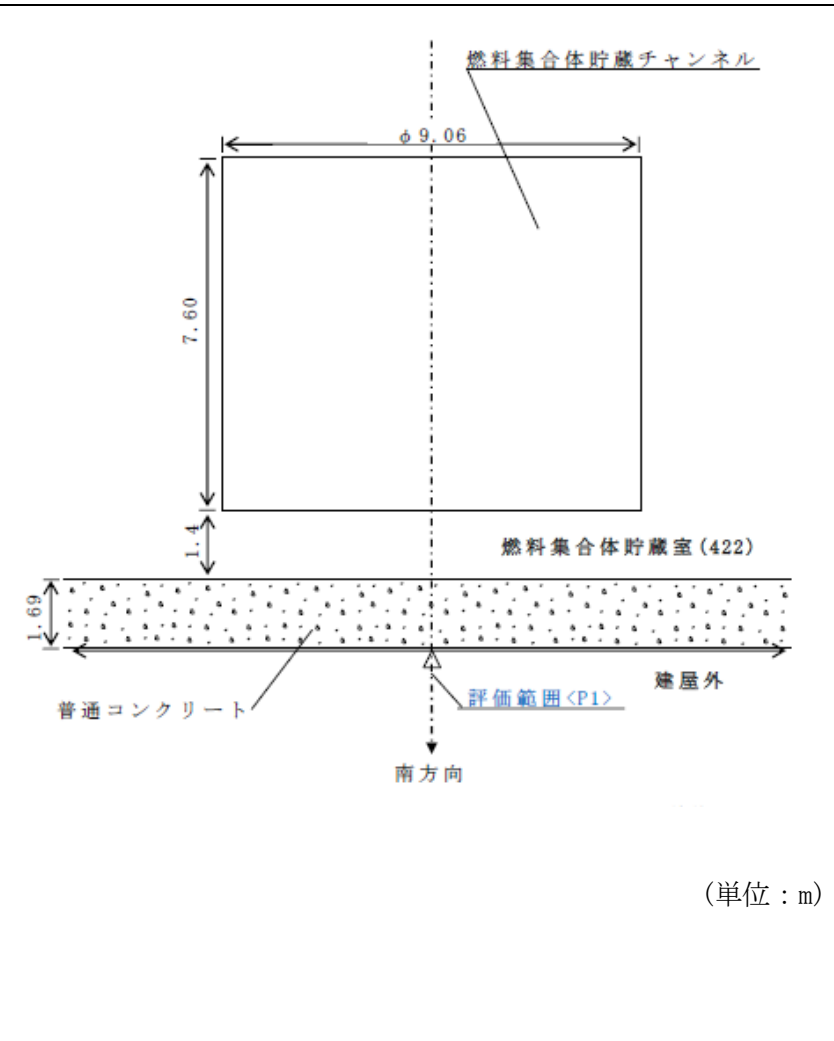 燃料集合体貯蔵チャンネル
φ9.06
7.60
1.4
燃料集合体貯蔵室(422)
1.69
建屋外
評価範囲<P1>
普通コンクリート
南方向
(単位:m)